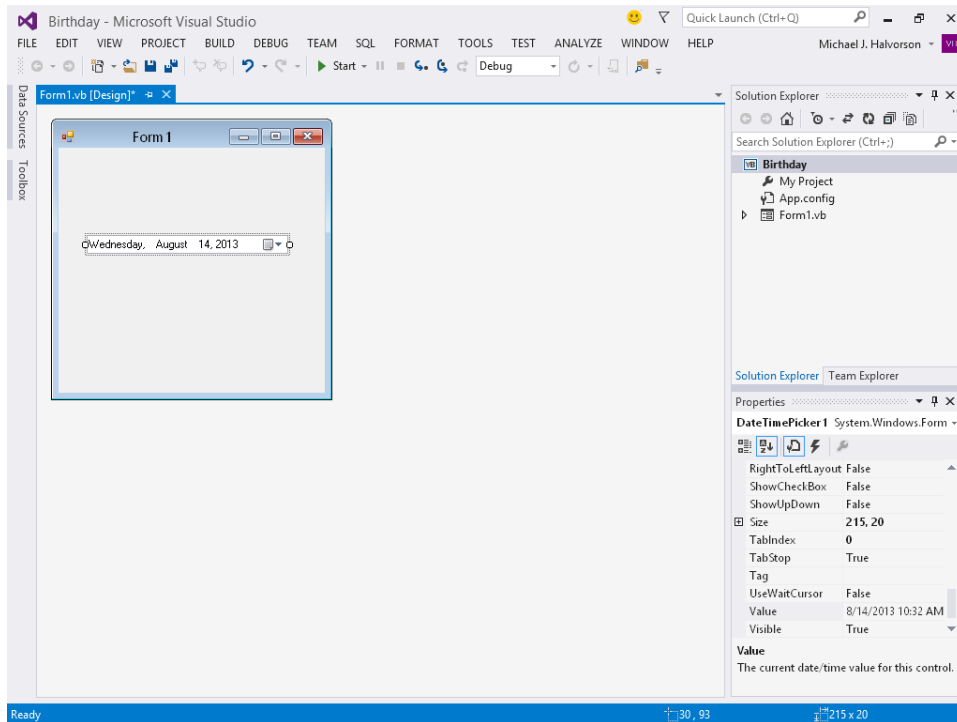 Birthday - Microsoft Visual Studio
Quick Launch (Ctrl+Q)
FILE EDIT VIEW PROJECT BUILD DEBUG TEAM SQL FORMAT TOOLS TEST ANALYZE WINDOW HELP
Michael J. Halvorson
Start
Debug
Data Sources
Toolbox
Form1.vb [Design]*
Form1
Wednesday, August 14, 2013
Solution Explorer
Search Solution Explorer (Ctrl+;)
VB Birthday
My Project
App.config
Form1.vb
Solution Explorer Team Explorer
Properties
DateTimePicker1 System.Windows.Form
RightToLeftLayout False
ShowCheckBox False
ShowUpDown False
Size 215, 20
TabIndex 0
TabStop True
Tag
UseWaitCursor False
Value 8/14/2013 10:32 AM
Visible True
Value
The current date/time value for this control.
Ready
30 , 93
215 x 20